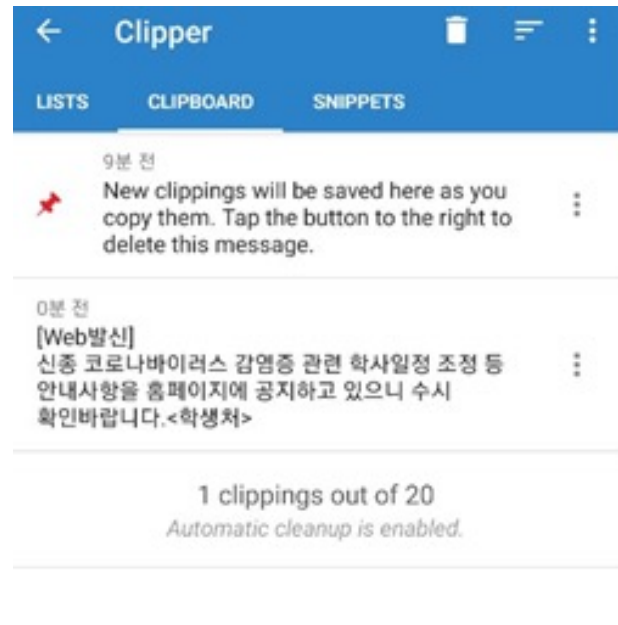 Clipper
LISTS CLIPBOARD SNIPPETS
9분 전
New clippings will be saved here as you
copy them. Tap the button to the right to
delete this message.
0분 전
[Web발신]
신종 코로나바이러스 감염증 관련 학사일정 조정 등
안내사항을 홈페이지에 공지하고 있으니 수시
확인바랍니다.<학생처>
1 clippings out of 20
Automatic cleanup is enabled.